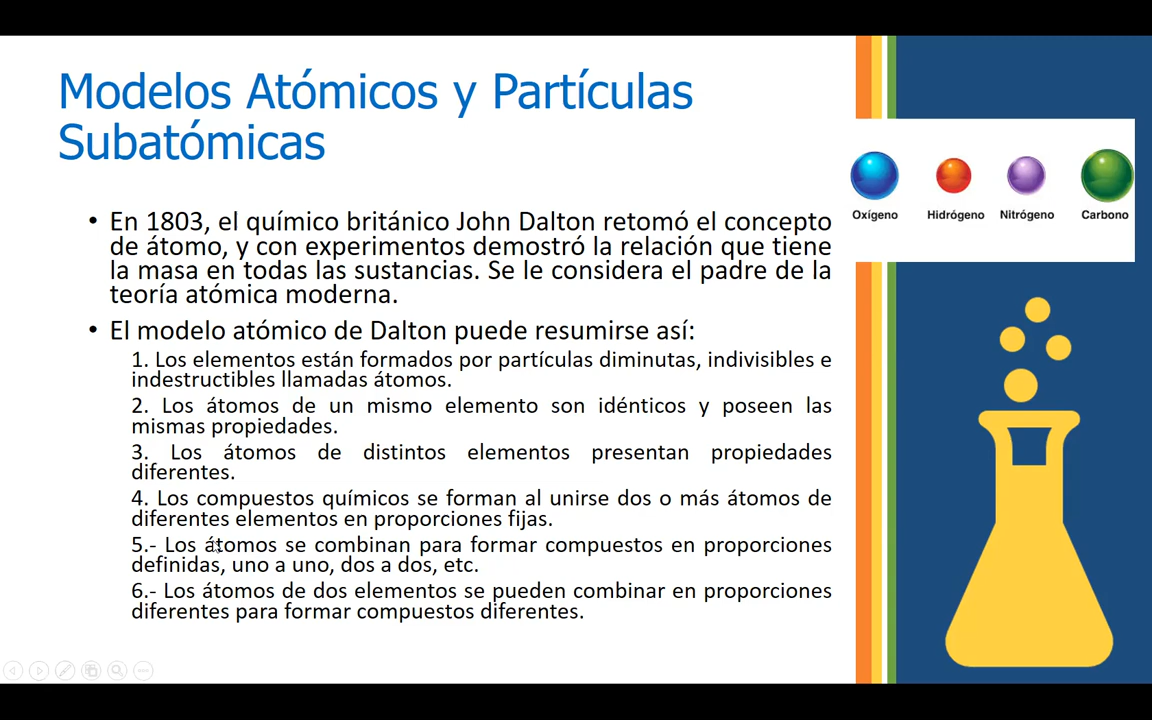 Modelos Atómicos y Partículas
Subatómicas
• En 1803, el químico británico John Dalton retomó el concepto
de átomo, y con experimentos demostró la relación que tiene
la masa en todas las sustancias. Se le considera el padre de la
teoría atómica moderna.
• El modelo atómico de Dalton puede resumirse así:
1. Los elementos están formados por partículas diminutas, indivisibles e
indestructibles llamadas átomos.
2. Los átomos de un mismo elemento son idénticos y poseen las
mismas propiedades.
3. Los átomos de distintos elementos presentan propiedades
diferentes.
4. Los compuestos químicos se forman al unirse dos o más átomos de
diferentes elementos en proporciones fijas.
5.- Los átomos se combinan para formar compuestos en proporciones
definidas, uno a uno, dos a dos, etc.
6.- Los átomos de dos elementos se pueden combinar en proporciones
diferentes para formar compuestos diferentes.
Oxígeno Hidrógeno Nitrógeno Carbono